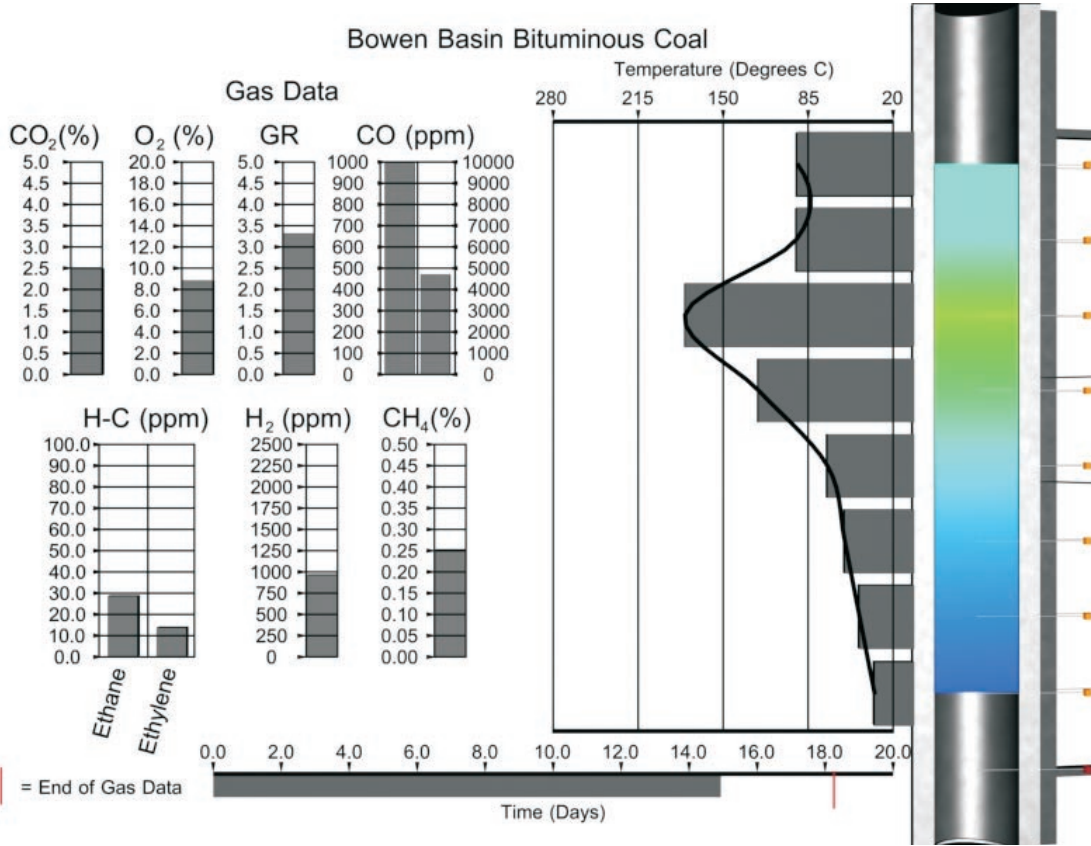 Bowen Basin Bituminous Coal
Temperature (Degrees C)
280 215 150 85 20
Gas Data
CO₂(%) O₂ (%) GR CO (ppm)
5.0 20.0 5.0 1000 10000
4.5 18.0 4.5 900 9000
4.0 16.0 4.0 800 8000
3.5 14.0 3.5 700 7000
3.0 12.0 3.0 600 6000
2.5 10.0 2.5 500 5000
2.0 8.0 2.0 400 4000
1.5 6.0 1.5 300 3000
1.0 4.0 1.0 200 2000
0.5 2.0 0.5 100 1000
0.0 0.0 0.0 0 0
H-C (ppm) H₂ (ppm) CH₄(%)
100.0 2500 0.50
90.0 2250 0.45
80.0 2000 0.40
70.0 1750 0.35
60.0 1500 0.30
50.0 1250 0.25
40.0 1000 0.20
30.0 750 0.15
20.0 500 0.10
10.0 250 0.05
0.0 0 0.00
Ethane
Ethylene
0.0 2.0 4.0 6.0 8.0 10.0 12.0 14.0 16.0 18.0 20.0
= End of Gas Data
Time (Days)